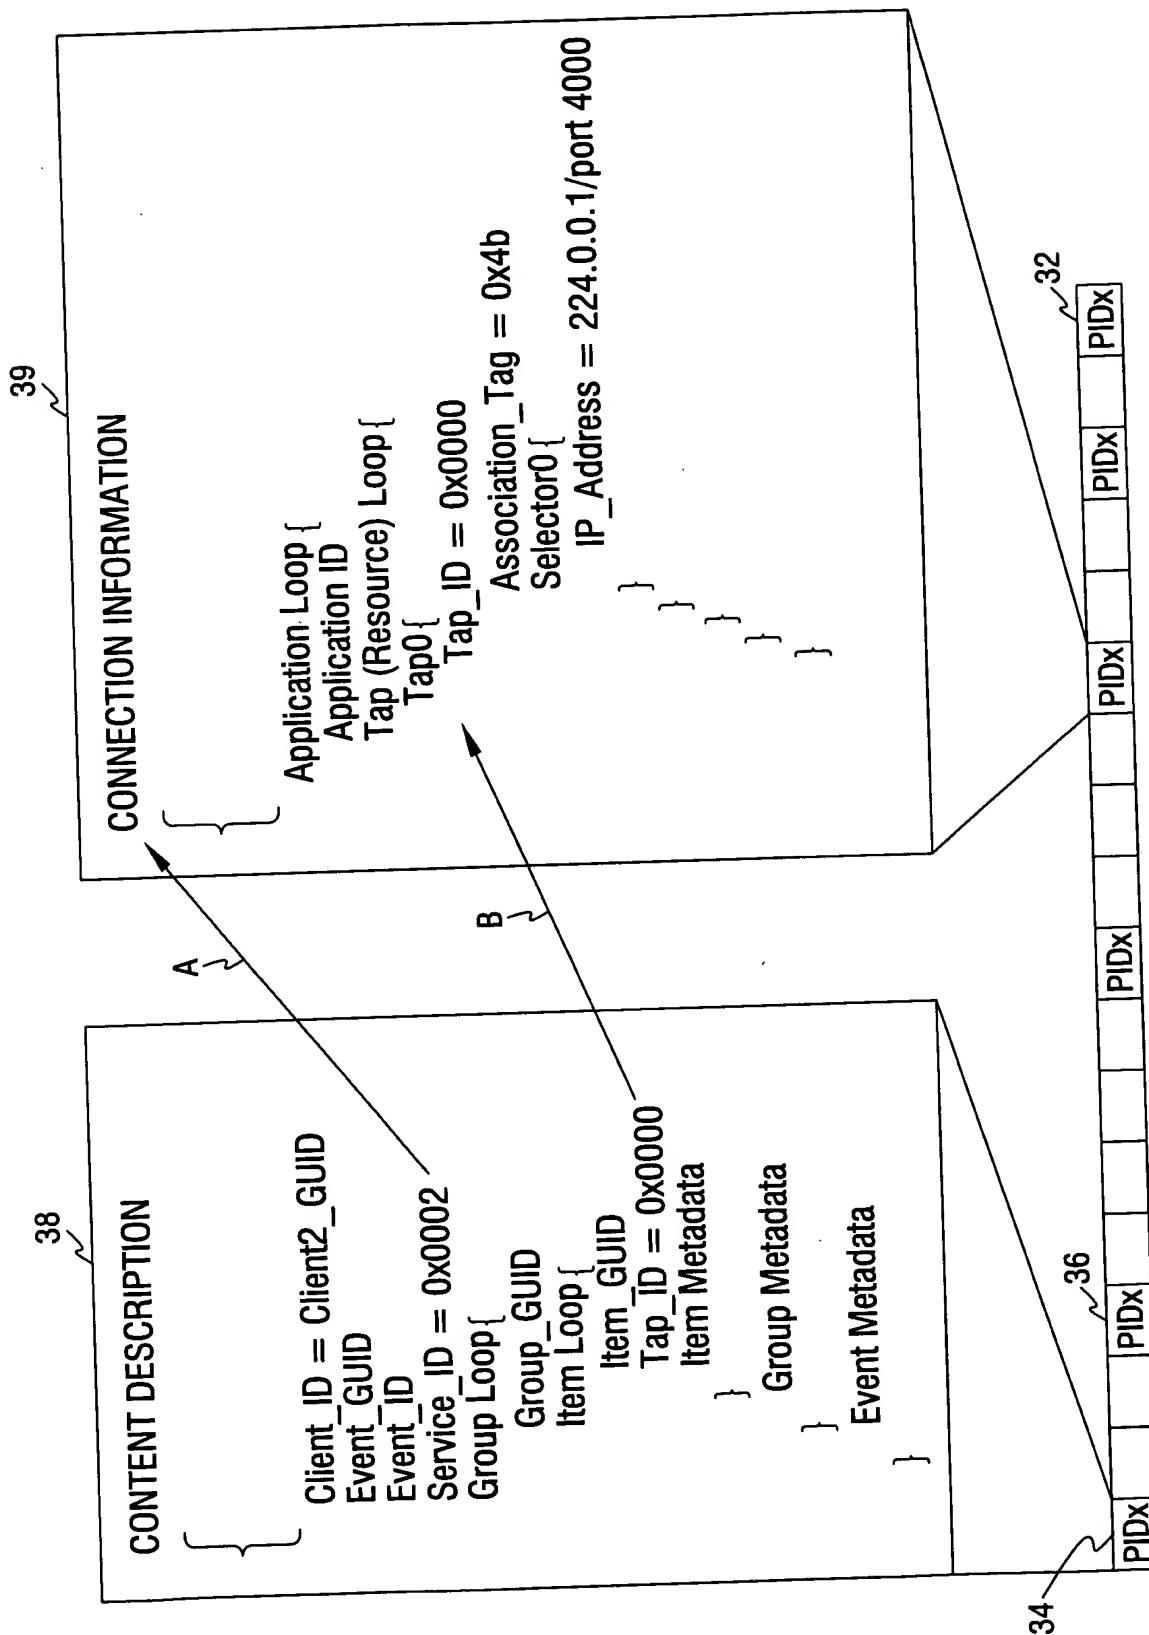 38
CONTENT DESCRIPTION
{
Client_ID = Client2_GUID
Event_GUID
Event_ID
Service_ID = 0x0002
Group Loop{
Group_GUID
Item Loop{
Item_GUID
Tap_ID = 0x0000
Item Metadata
}
Group Metadata
}
Event Metadata
}
A
B
39
CONNECTION INFORMATION
{
Application Loop{
Application ID
Tap (Resource) Loop{
Tap0{
Tap_ID = 0x0000
Association_Tag = 0x4b
Selector0{
IP_Address = 224.0.0.1/port 4000
}
}
}
}
}
34
36
32
PIDx PIDx PIDx PIDx PIDx PIDx